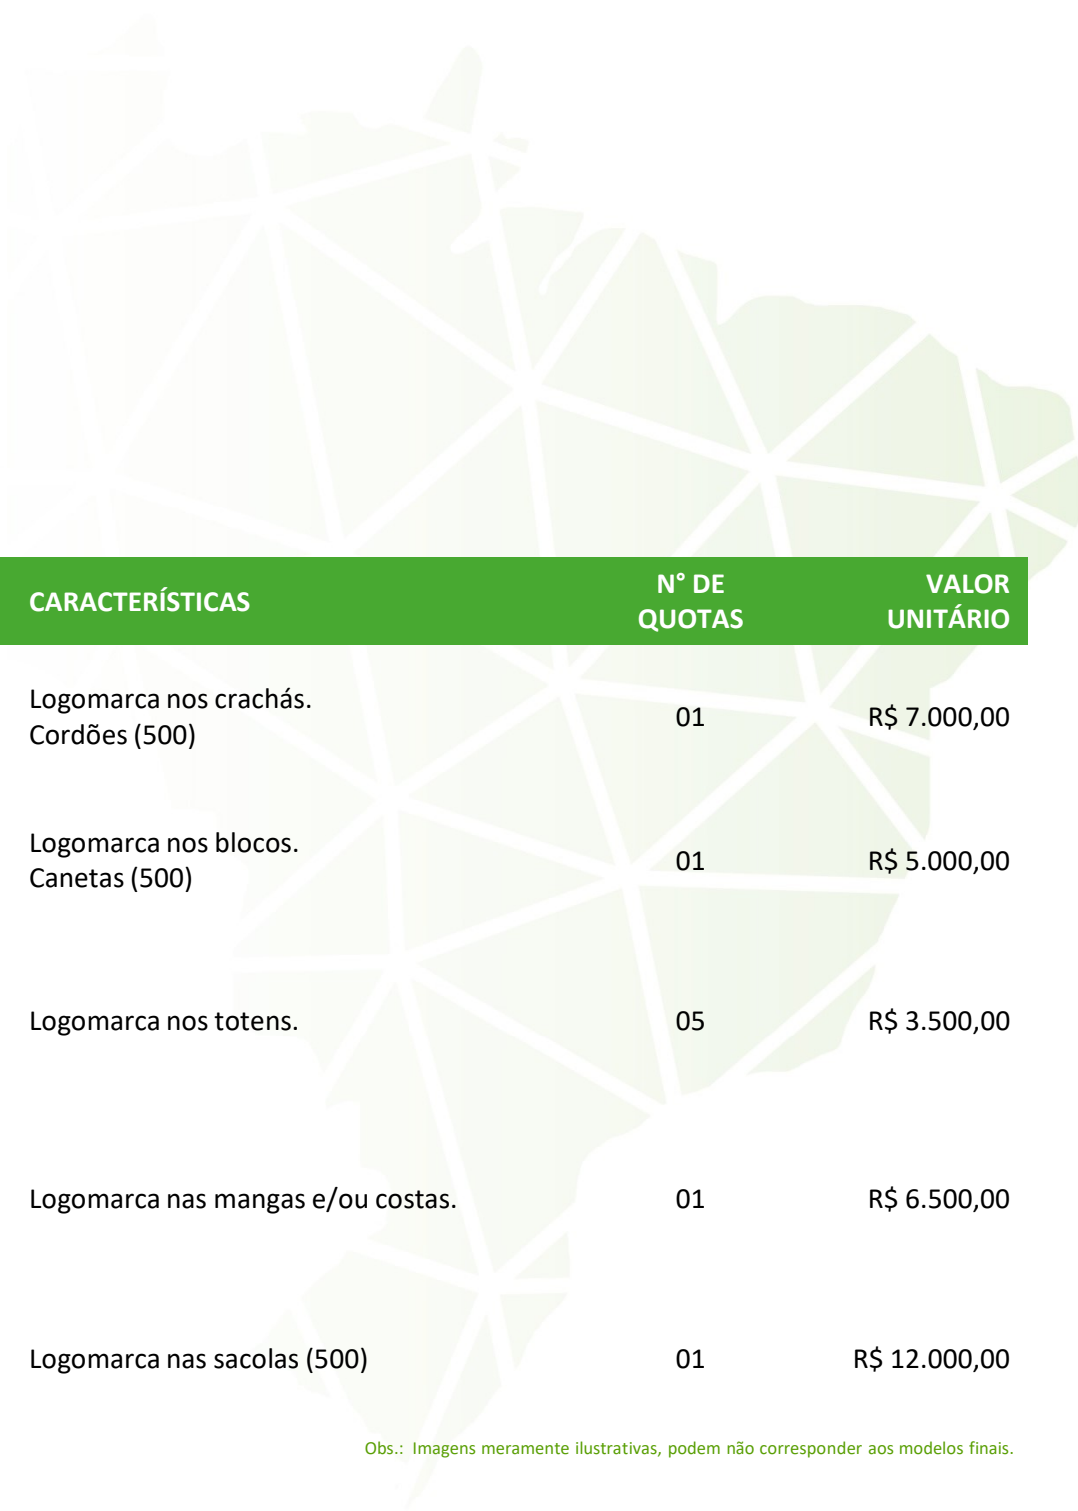 CARACTERÍSTICAS
N° DE
QUOTAS
VALOR
UNITÁRIO
Logomarca nos crachás.
Cordões (500)
01
R$ 7.000,00
Logomarca nos blocos.
Canetas (500)
01
R$ 5.000,00
Logomarca nos totens.
05
R$ 3.500,00
Logomarca nas mangas e/ou costas.
01
R$ 6.500,00
Logomarca nas sacolas (500)
01
R$ 12.000,00
Obs.: Imagens meramente ilustrativas, podem não corresponder aos modelos finais.